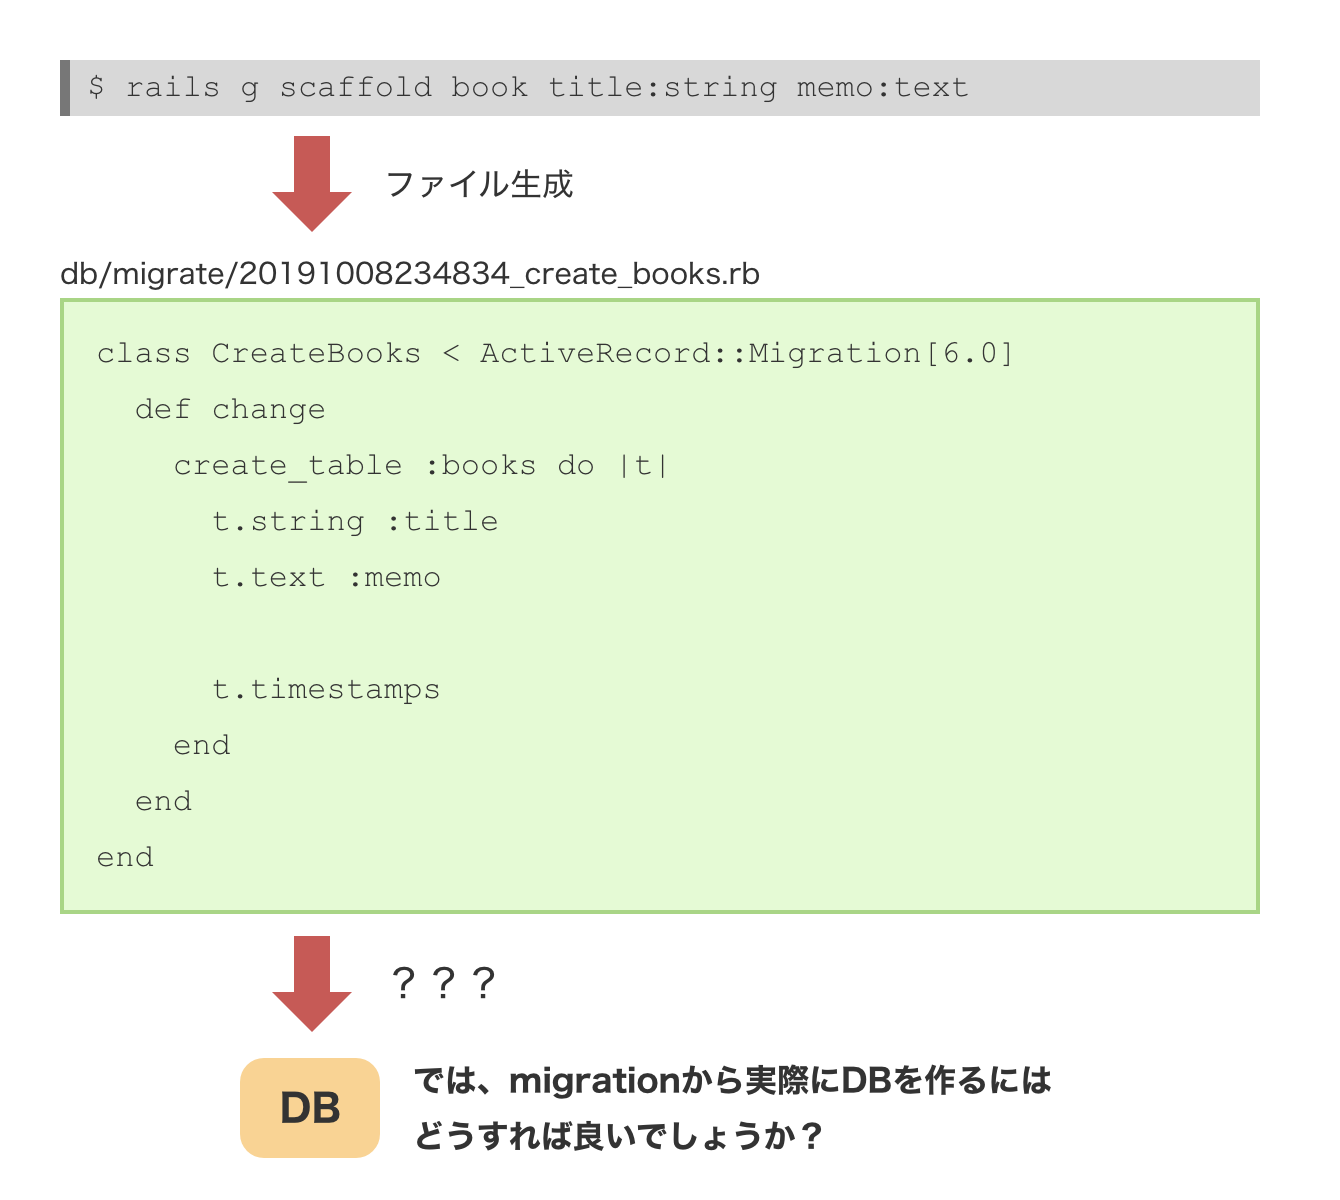 $ rails g scaffold book title:string memo:text
ファイル生成
db/migrate/20191008234834_create_books.rb
class CreateBooks < ActiveRecord::Migration[6.0]
  def change
    create_table :books do |t|
      t.string :title
      t.text :memo

      t.timestamps
    end
  end
end
？？？
DB
では、migrationから実際にDBを作るには
どうすれば良いでしょうか？